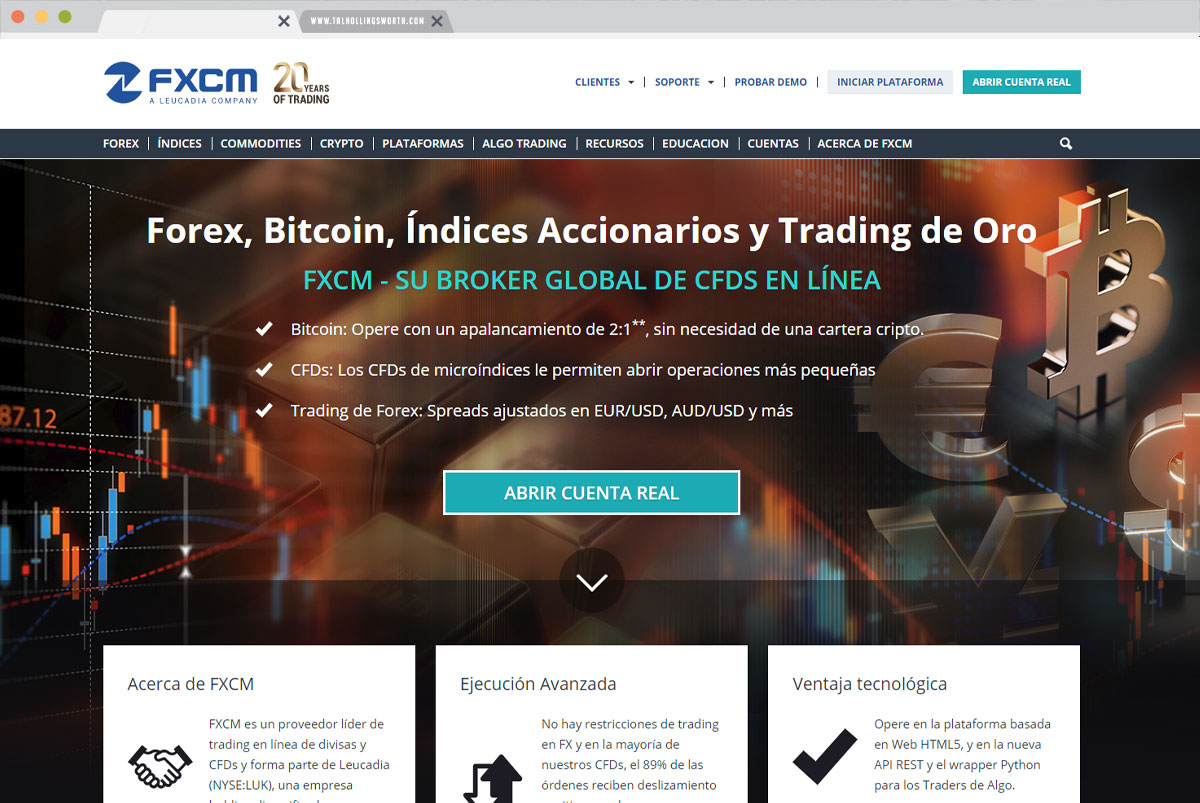 WWW.TALHOLLINGSWORTH.COM
FXCM
A LEUCADIA COMPANY
20 YEARS
OF TRADING
CLIENTES
SOPORTE
PROBAR DEMO
INICIAR PLATAFORMA
ABRIR CUENTA REAL
FOREX
ÍNDICES
COMMODITIES
CRYPTO
PLATAFORMAS
ALGO TRADING
RECURSOS
EDUCACION
CUENTAS
ACERCA DE FXCM
Forex, Bitcoin, Índices Accionarios y Trading de Oro
FXCM - SU BROKER GLOBAL DE CFDS EN LÍNEA
Bitcoin: Opere con un apalancamiento de 2:1**, sin necesidad de una cartera cripto.
CFDs: Los CFDs de microíndices le permiten abrir operaciones más pequeñas
Trading de Forex: Spreads ajustados en EUR/USD, AUD/USD y más
87.12
ABRIR CUENTA REAL
Acerca de FXCM
FXCM es un proveedor líder de
trading en línea de divisas y
CFDs y forma parte de Leucadia
(NYSE:LUK), una empresa
Ejecución Avanzada
No hay restricciones de trading
en FX y en la mayoría de
nuestros CFDs, el 89% de las
órdenes reciben deslizamiento
Ventaja tecnológica
Opere en la plataforma basada
en Web HTML5, y en la nueva
API REST y el wrapper Python
para los Traders de Algo.